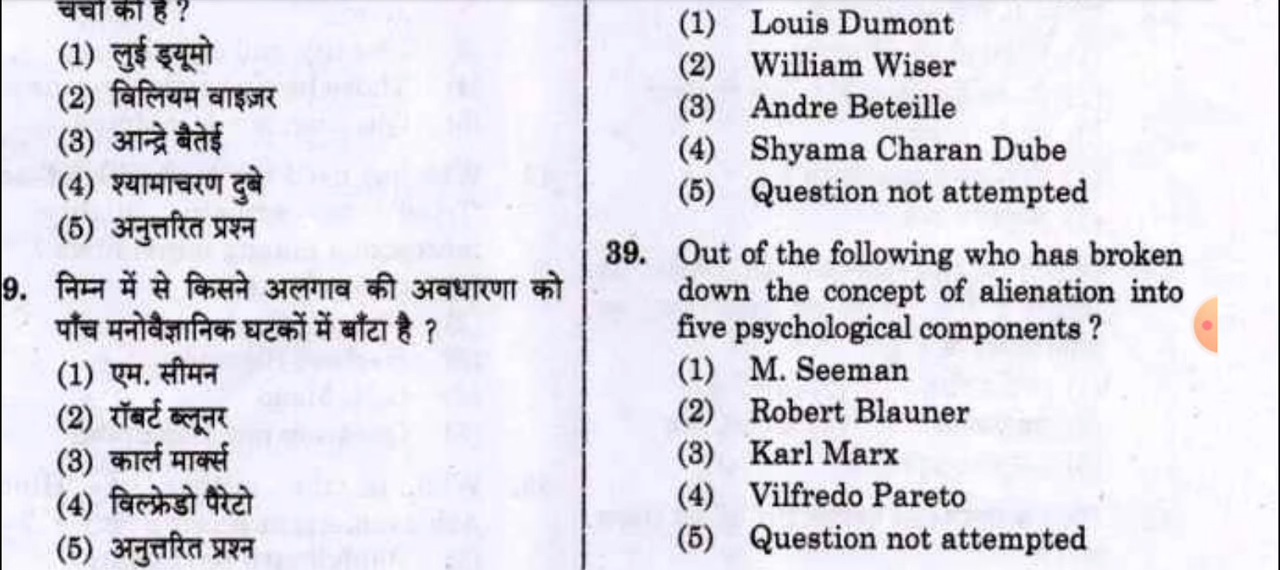 चर्चा की है ?
(1) लुई ड्यूमो
(2) विलियम वाइज़र
(3) आन्द्रे बैतेई
(4) श्यामाचरण दुबे
(5) अनुत्तरित प्रश्न
9. निम्न में से किसने अलगाव की अवधारणा को
पाँच मनोवैज्ञानिक घटकों में बाँटा है ?
(1) एम. सीमन
(2) रॉबर्ट ब्लूनर
(3) कार्ल मार्क्स
(4) विल्फ्रेडो पैरेटो
(5) अनुत्तरित प्रश्न
(1) Louis Dumont
(2) William Wiser
(3) Andre Beteille
(4) Shyama Charan Dube
(5) Question not attempted
39. Out of the following who has broken
down the concept of alienation into
five psychological components ?
(1) M. Seeman
(2) Robert Blauner
(3) Karl Marx
(4) Vilfredo Pareto
(5) Question not attempted